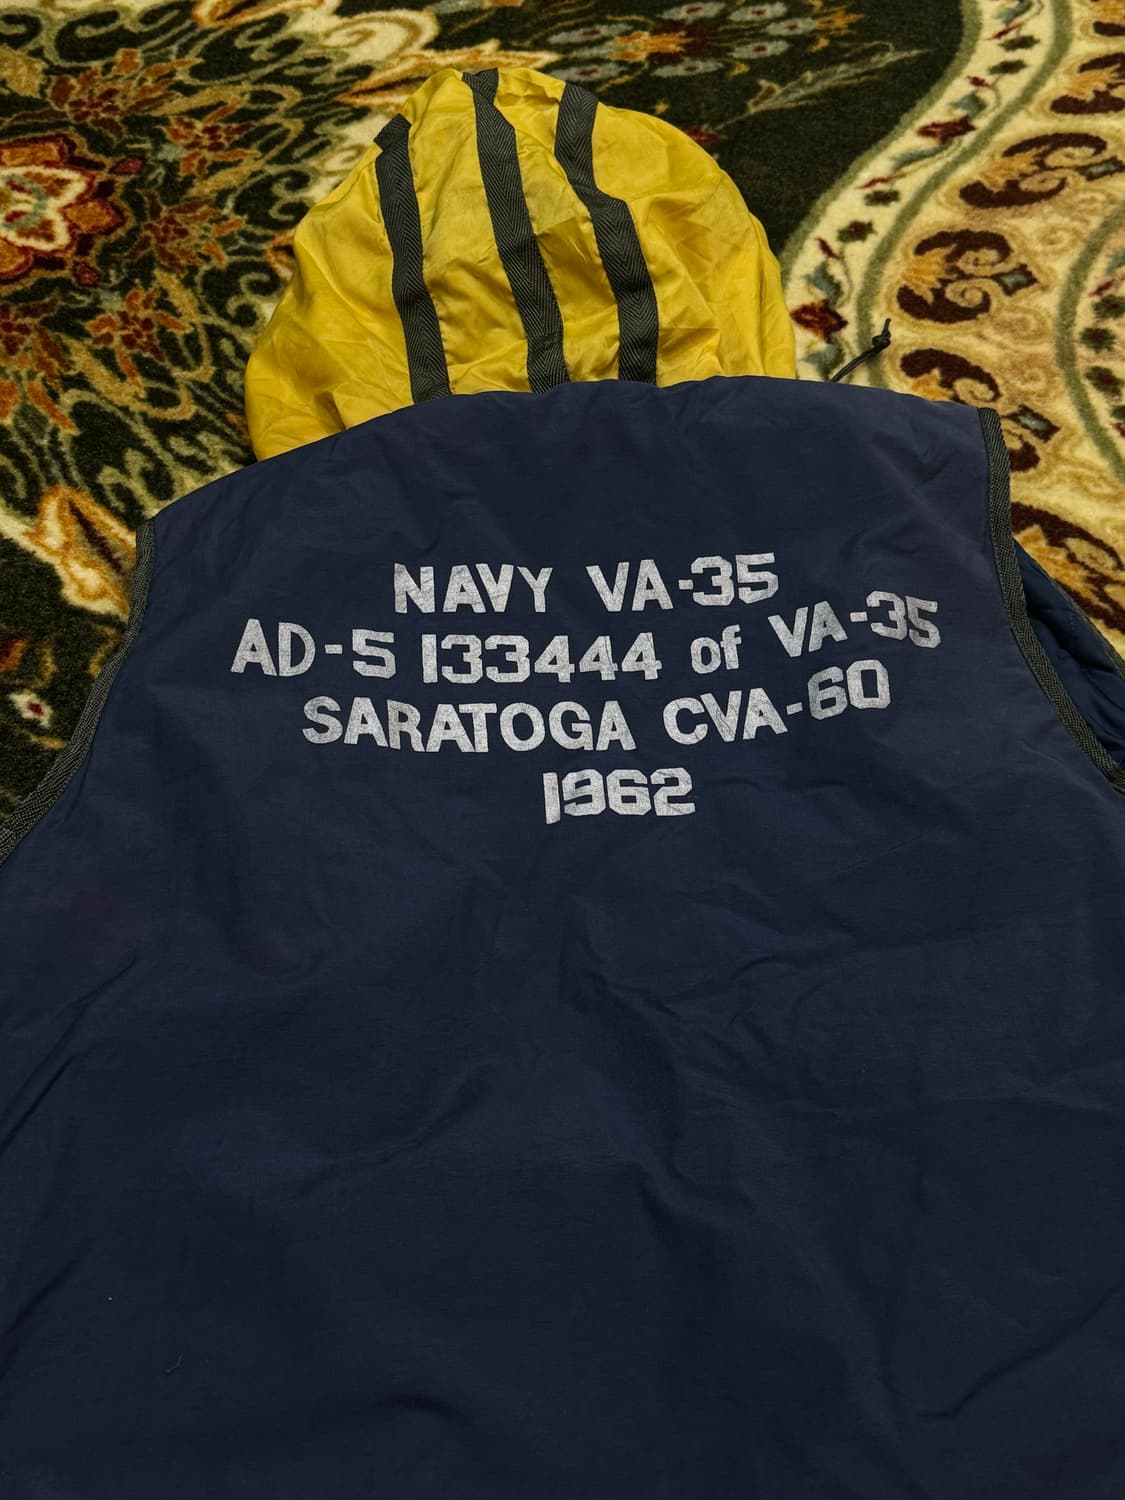 NAVY VA-35
AD-5 133444 of VA-35
SARATOGA CVA-60
1962